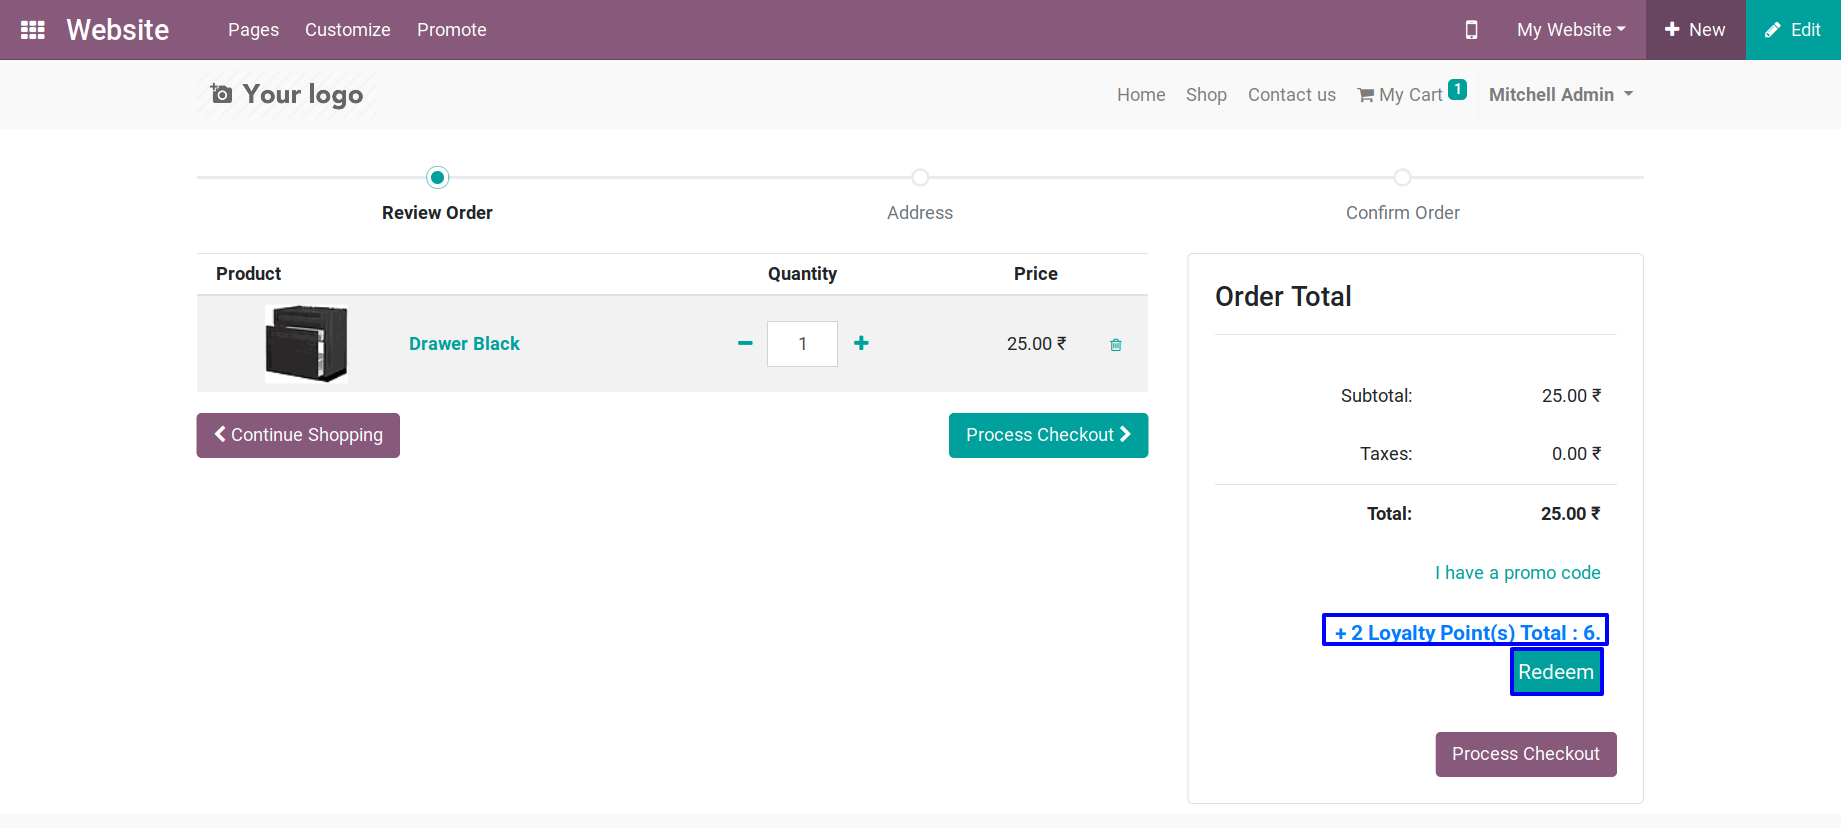 Website Pages Customize Promote My Website New Edit
Your logo Home Shop Contact us My Cart 1 Mitchell Admin
Review Order Address Confirm Order
Product Quantity Price
Drawer Black 1 25.00 ₹
Continue Shopping Process Checkout
Order Total
Subtotal: 25.00 ₹
Taxes: 0.00 ₹
Total: 25.00 ₹
I have a promo code
+ 2 Loyalty Point(s) Total : 6.
Redeem
Process Checkout